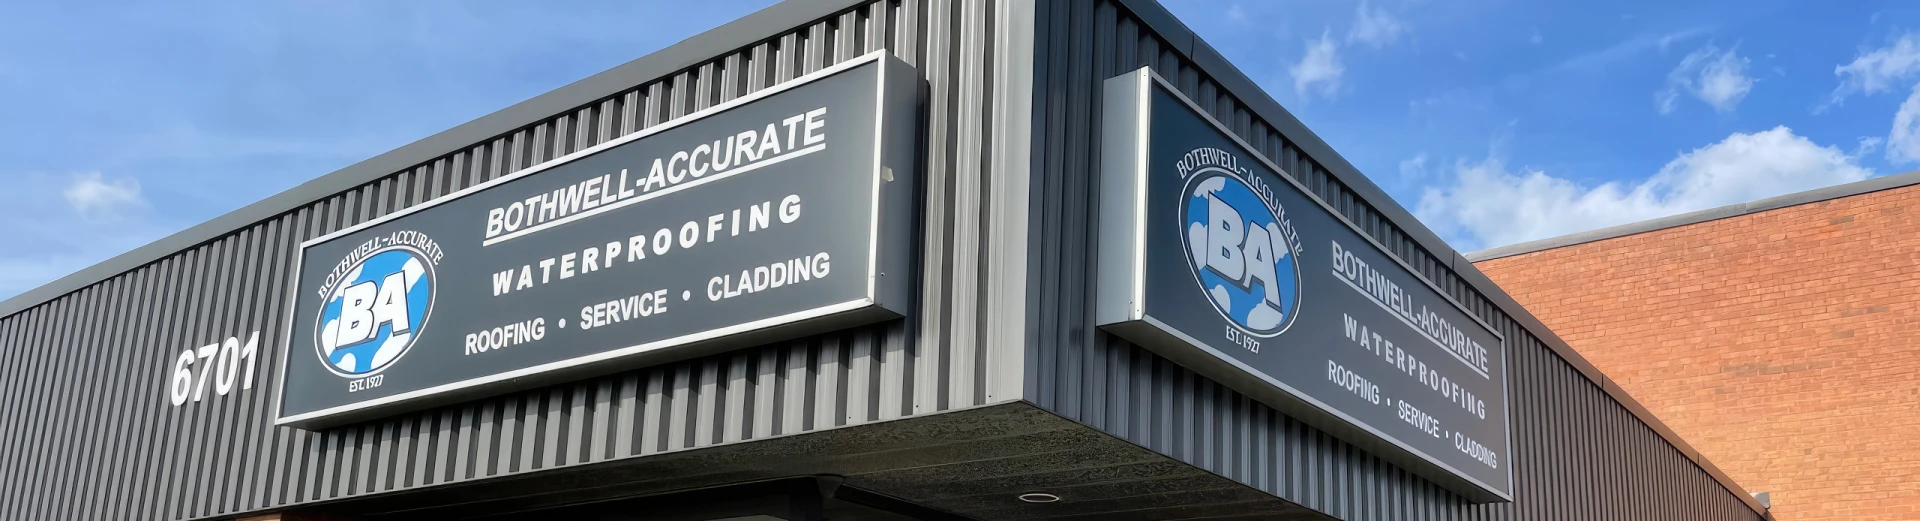 6701
BOTHWELL-ACCURATE
BA
EST. 1927
BOTHWELL-ACCURATE
WATERPROOFING
ROOFING • SERVICE • CLADDING
BOTHWELL-ACCURATE
BA
EST. 1927
BOTHWELL-ACCURATE
WATERPROOFING
ROOFING • SERVICE • CLADDING